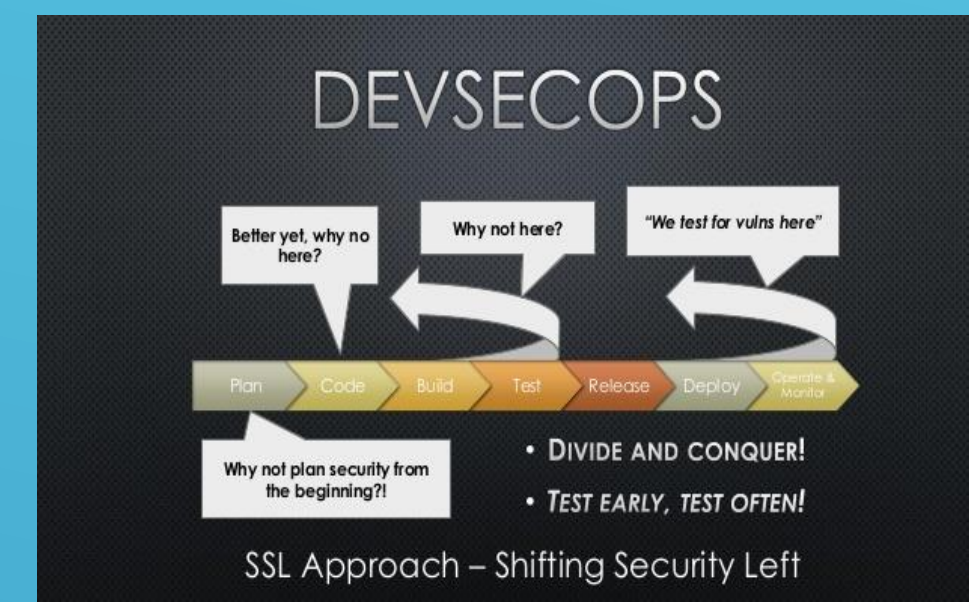 DEVSECOPS
Better yet, why no
here?
Why not here?
“We test for vulns here”
Plan
Code
Build
Test
Release
Deploy
Operate &
Monitor
Why not plan security from
the beginning?!
• DIVIDE AND CONQUER!
• TEST EARLY, TEST OFTEN!
SSL Approach – Shifting Security Left